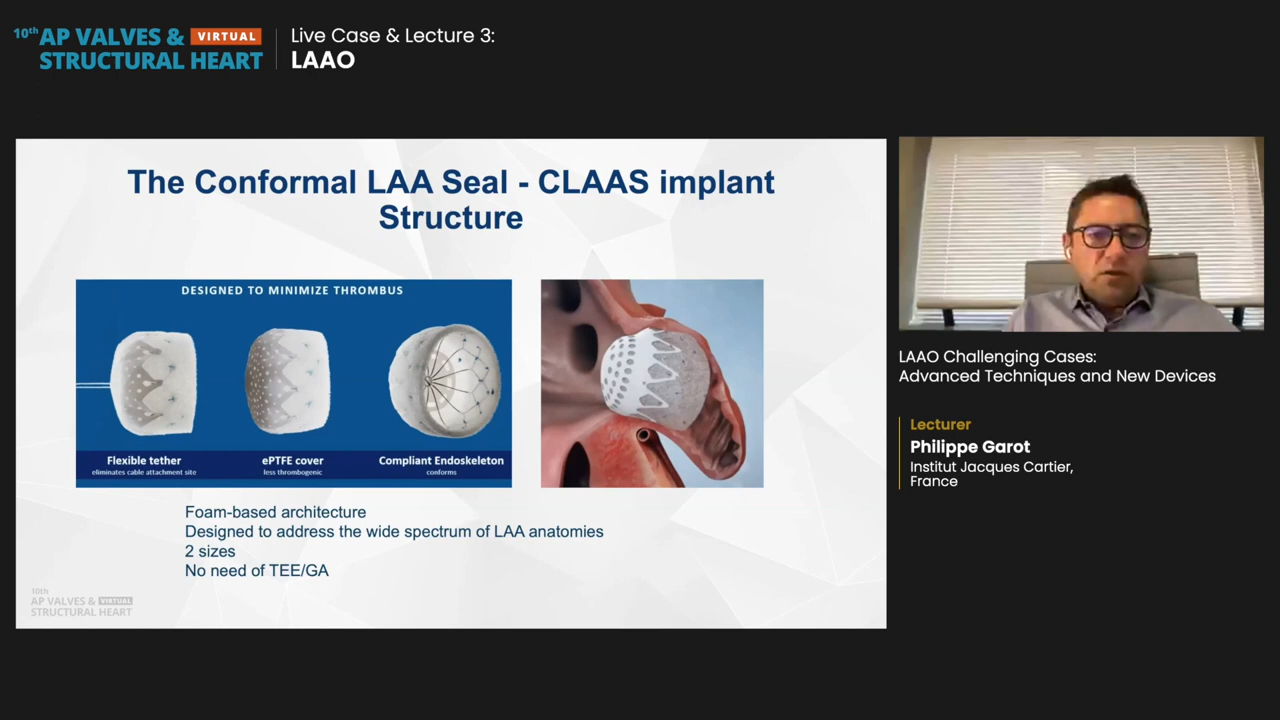 10th AP VALVES & VIRTUAL
STRUCTURAL HEART
Live Case & Lecture 3:
LAAO
The Conformal LAA Seal - CLAAS implant
Structure
DESIGNED TO MINIMIZE THROMBUS
Flexible tether
eliminates cable attachment site
ePTFE cover
less thrombogenic
Compliant Endoskeleton
conforms
Foam-based architecture
Designed to address the wide spectrum of LAA anatomies
2 sizes
No need of TEE/GA
10th
AP VALVES & VIRTUAL
STRUCTURAL HEART
LAAO Challenging Cases:
Advanced Techniques and New Devices
Lecturer
Philippe Garot
Institut Jacques Cartier,
France